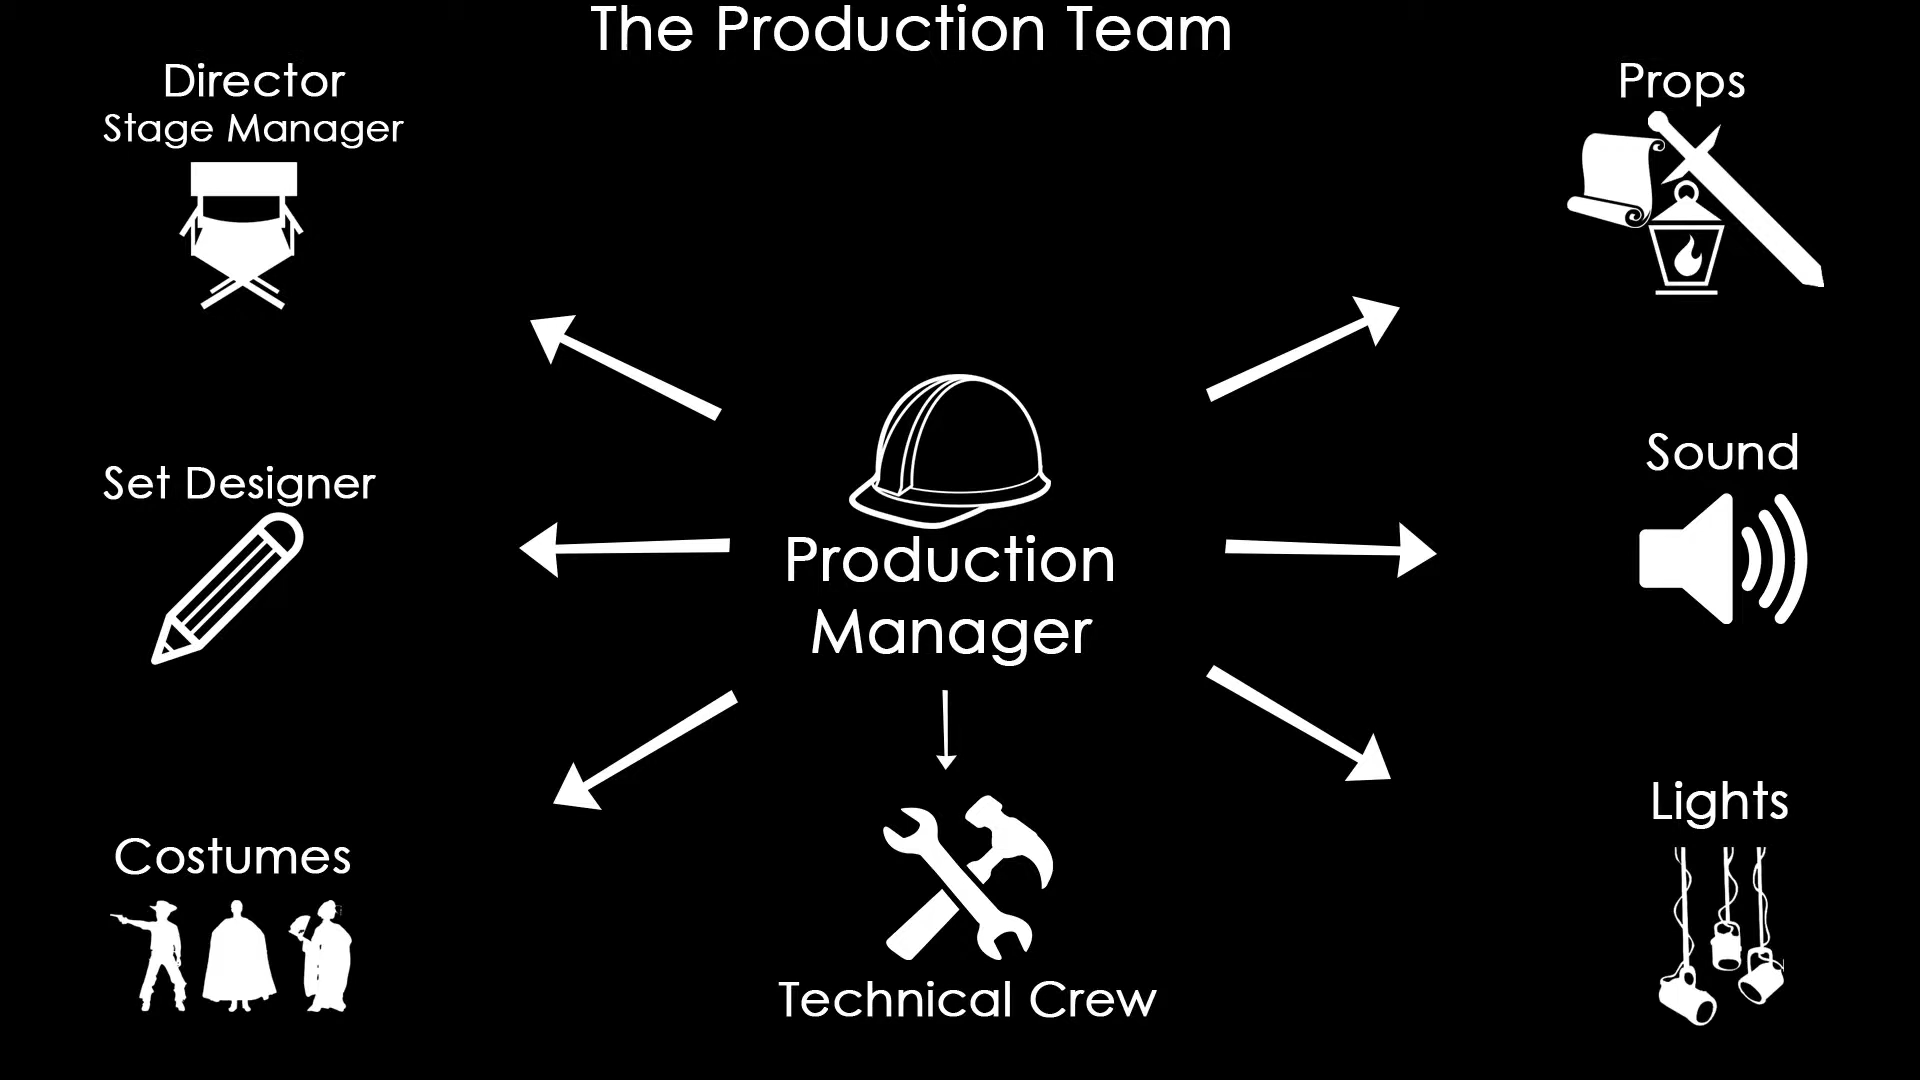 The Production Team
Director
Stage Manager
Props
Set Designer
Sound
Production
Manager
Costumes
Lights
Technical Crew